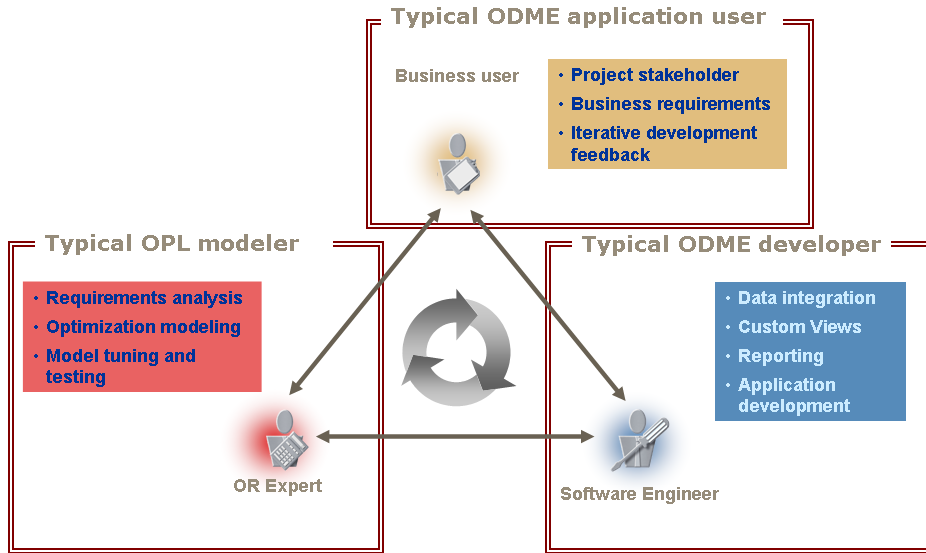 Typical ODME application user
Business user
• Project stakeholder
• Business requirements
• Iterative development
feedback
Typical OPL modeler
• Requirements analysis
• Optimization modeling
• Model tuning and
testing
OR Expert
Typical ODME developer
• Data integration
• Custom Views
• Reporting
• Application
development
Software Engineer